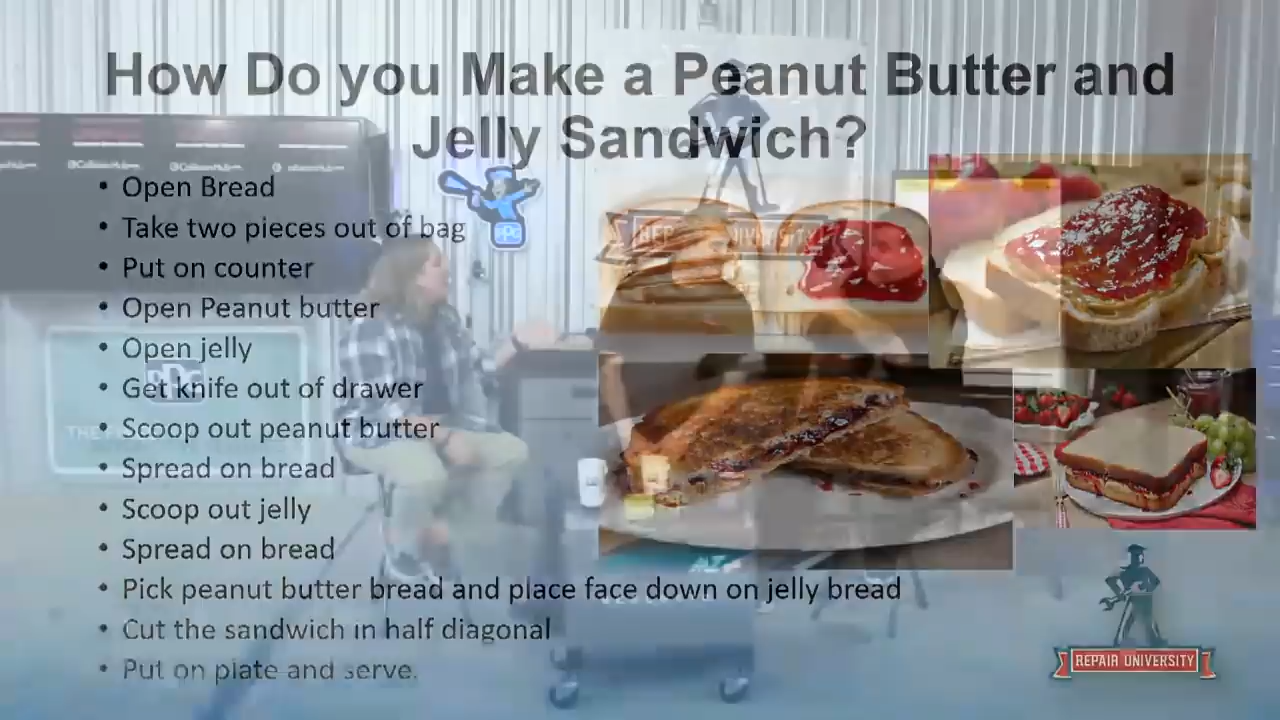 How Do you Make a Peanut Butter and
Jelly Sandwich?
• Open Bread
• Take two pieces out of bag
• Put on counter
• Open Peanut butter
• Open jelly
• Get knife out of drawer
• Scoop out peanut butter
• Spread on bread
• Scoop out jelly
• Spread on bread
• Pick peanut butter bread and place face down on jelly bread
• Cut the sandwich in half diagonal
• Put on plate and serve.
PPG
PPG
REPAIR UNIVERSITY